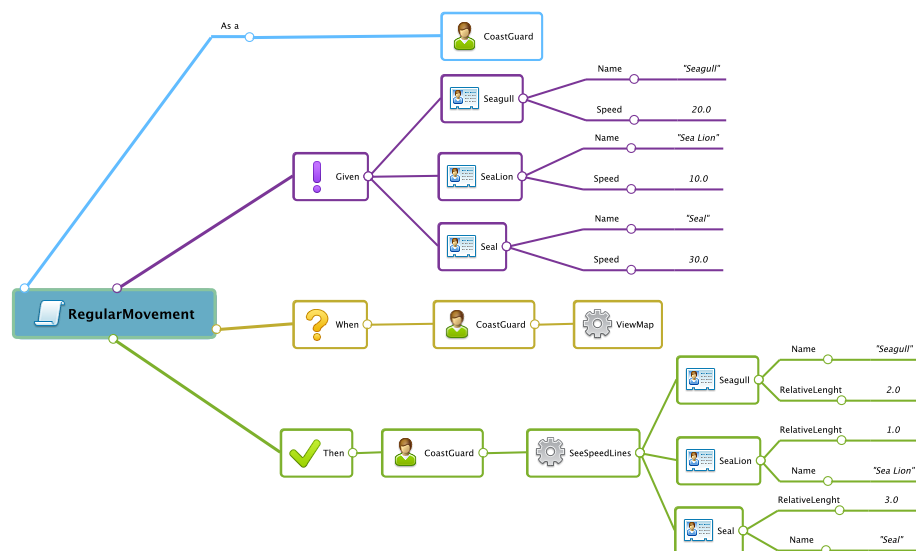 As a
CoastGuard
Given
Seagull
Name
"Seagull"
Speed
20.0
SeaLion
Name
"Sea Lion"
Speed
10.0
Seal
Name
"Seal"
Speed
30.0
RegularMovement
When
CoastGuard
ViewMap
Then
CoastGuard
SeeSpeedLines
Seagull
Name
"Seagull"
RelativeLenght
2.0
SeaLion
RelativeLenght
1.0
Name
"Sea Lion"
Seal
RelativeLenght
3.0
Name
"Seal"